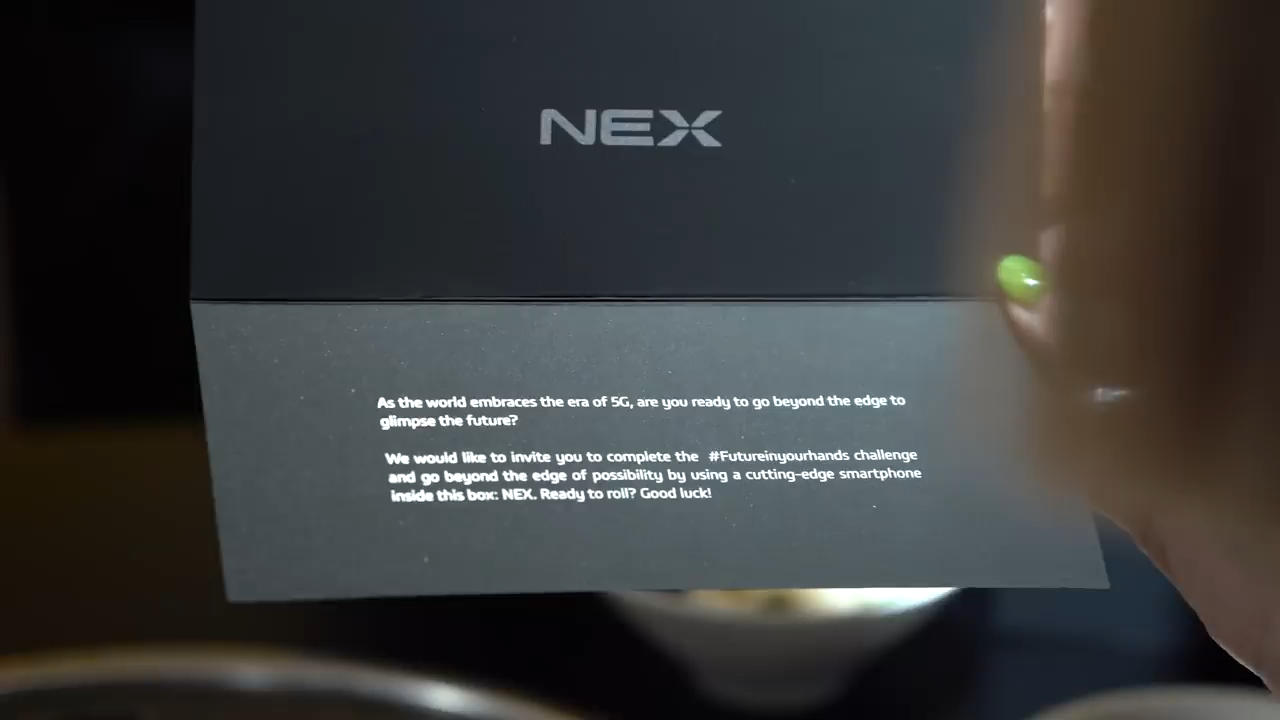 NEX
As the world embraces the era of 5G, are you ready to go beyond the edge to
glimpse the future?
We would like to invite you to complete the #Futureinyourhands challenge
and go beyond the edge of possibility by using a cutting-edge smartphone
inside this box: NEX. Ready to roll? Good luck!